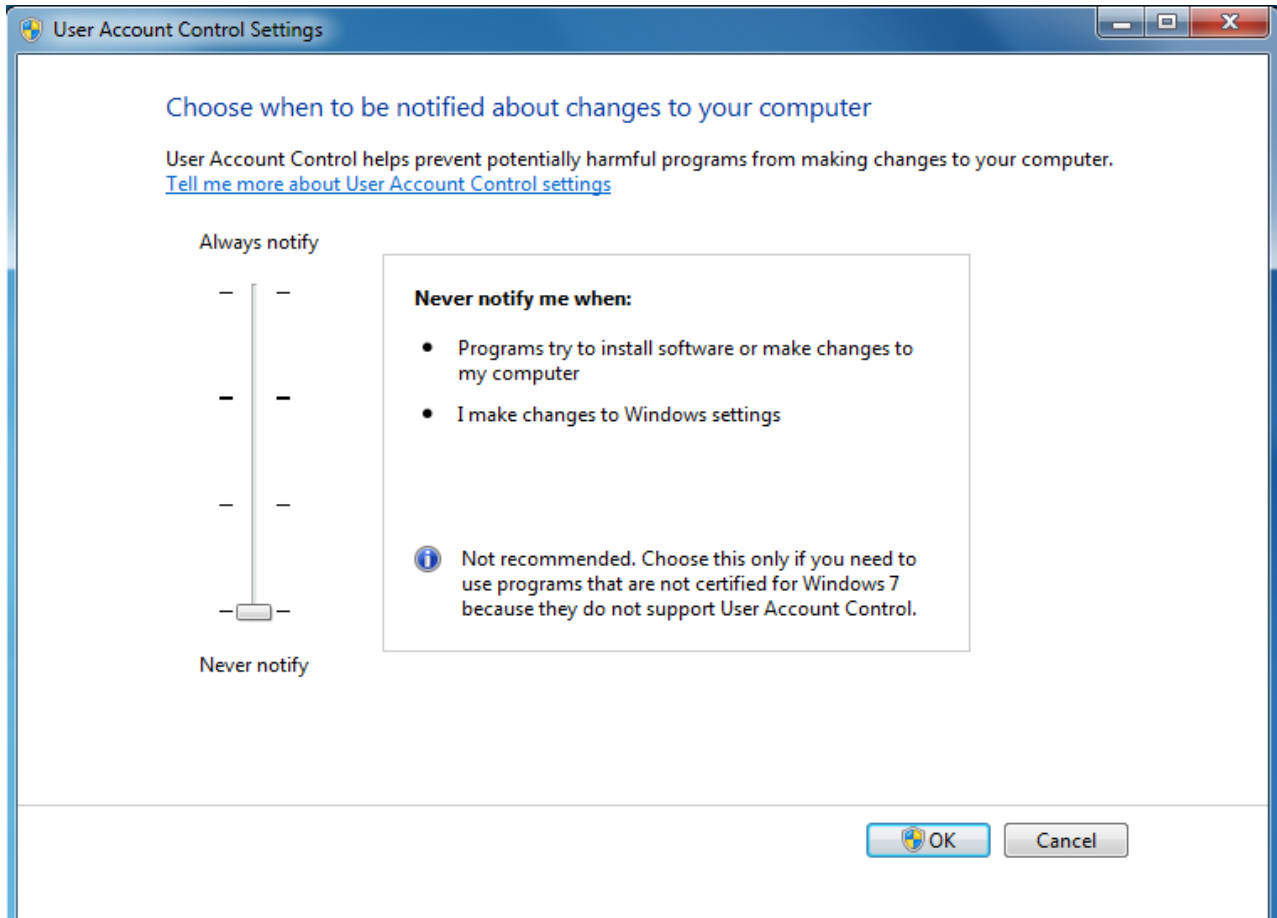 User Account Control Settings
Choose when to be notified about changes to your computer
User Account Control helps prevent potentially harmful programs from making changes to your computer.
Tell me more about User Account Control settings
Always notify
Never notify me when:
Programs try to install software or make changes to
my computer
I make changes to Windows settings
Not recommended. Choose this only if you need to
use programs that are not certified for Windows 7
because they do not support User Account Control.
Never notify
OK
Cancel